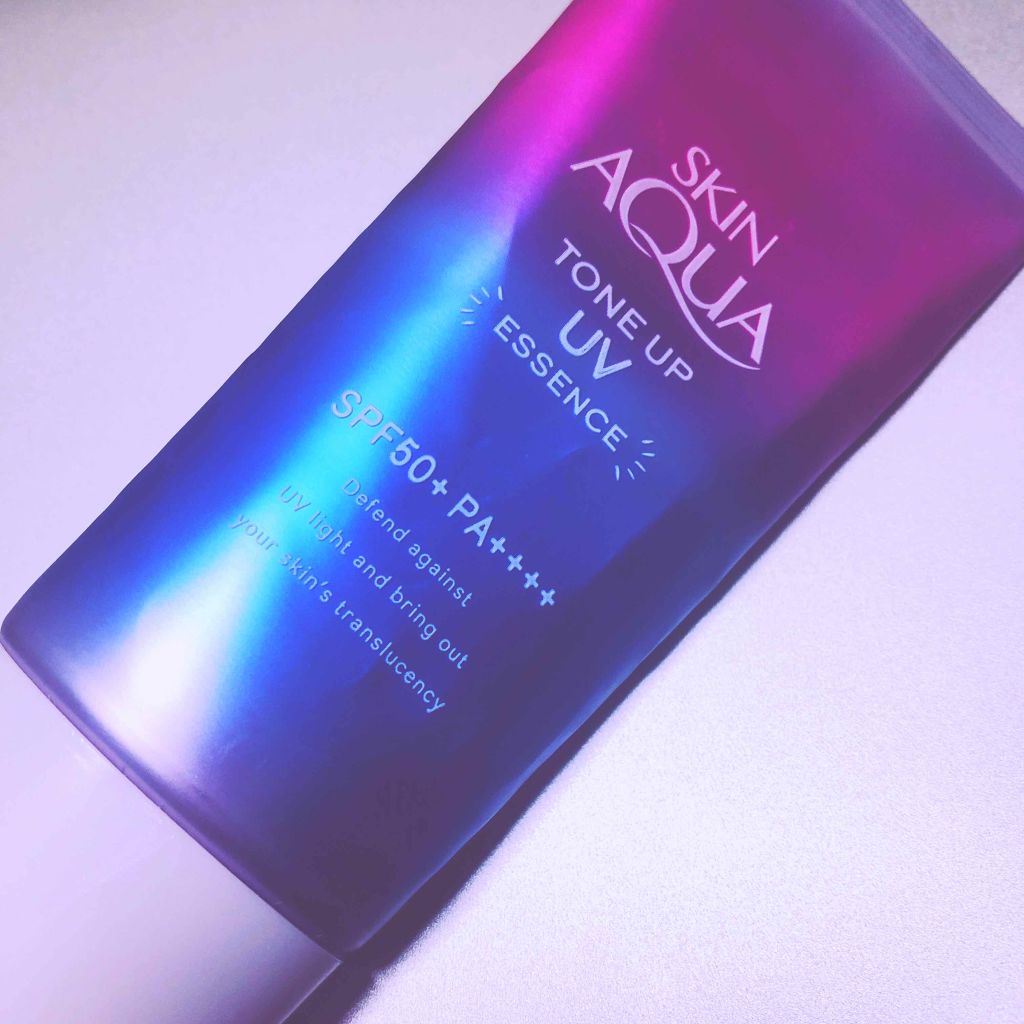 SKIN
AQUA
TONE UP
UV
ESSENCE
SPF50+ PA++++
Defend against
UV light and bring out
your skin's translucency